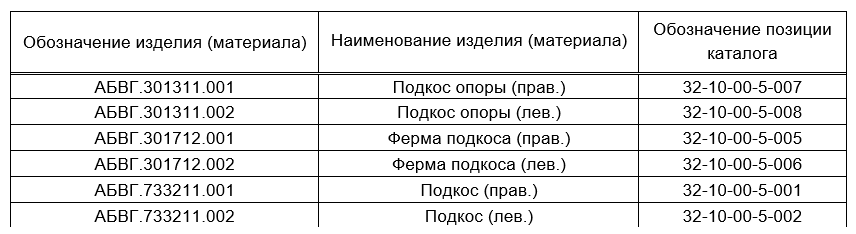 Обозначение изделия (материала) Наименование изделия (материала) Обозначение позиции
каталога
АБВГ.301311.001 Подкос опоры (прав.) 32-10-00-5-007
АБВГ.301311.002 Подкос опоры (лев.) 32-10-00-5-008
АБВГ.301712.001 Ферма подкоса (прав.) 32-10-00-5-005
АБВГ.301712.002 Ферма подкоса (лев.) 32-10-00-5-006
АБВГ.733211.001 Подкос (прав.) 32-10-00-5-001
АБВГ.733211.002 Подкос (лев.) 32-10-00-5-002